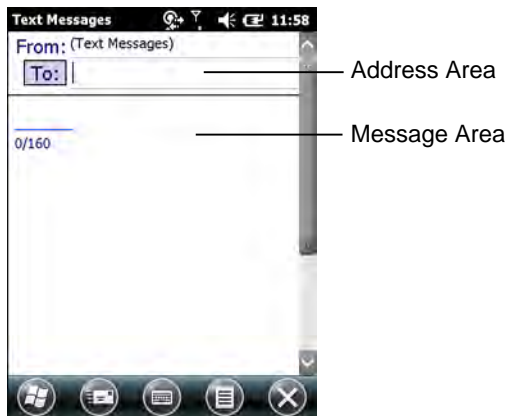 Text Messages 11:58
From: (Text Messages)
To:
Address Area
Message Area
0/160